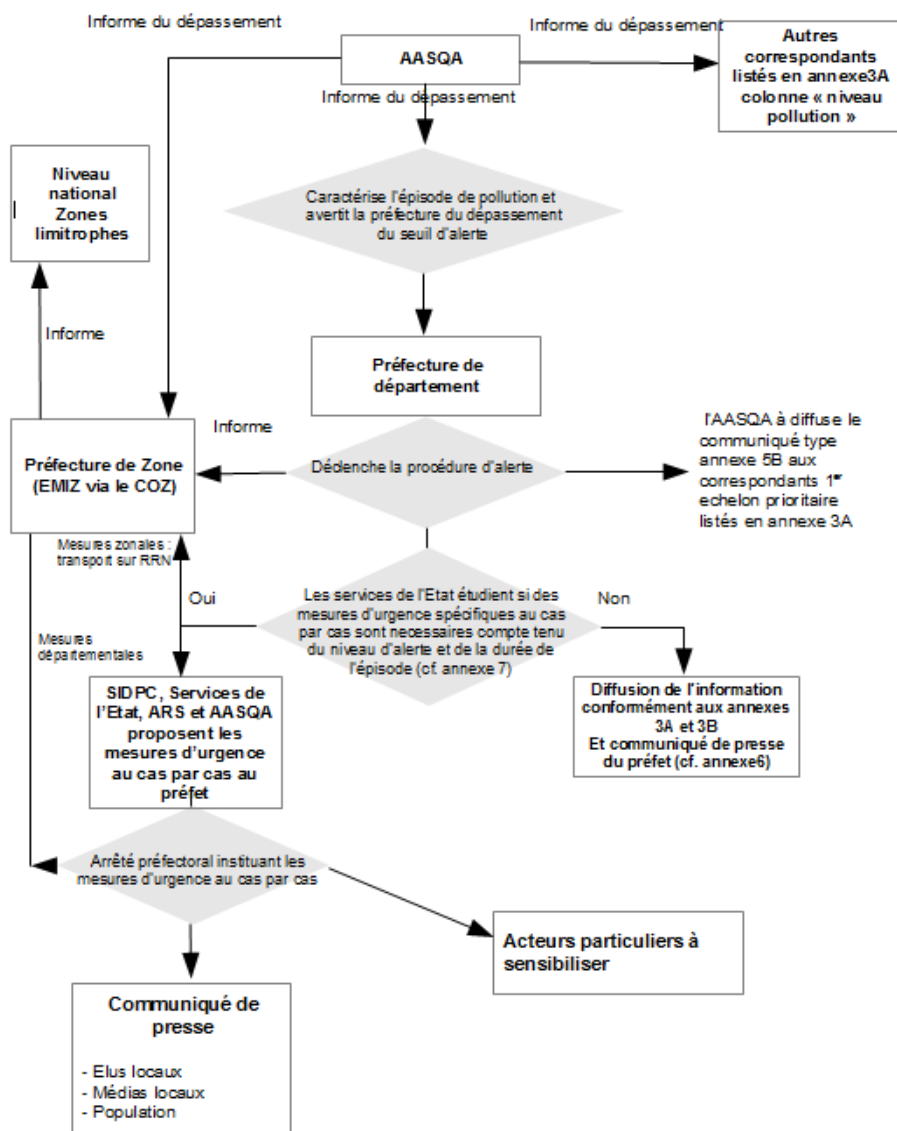 Informe du dépassement
Informe du dépassement
AASQA
Autres
correspondants
listés en annexe3A
colonne « niveau
pollution »
Informe du dépassement
Niveau
national
Zones
limitrophes
Caractérise l'épisode de pollution et
avertit la préfecture du dépassement
du seuil d'alerte
Informe
Préfecture de
département
Informe
Préfecture de Zone
(EMIZ via le COZ)
Déclenche la procédure d'alerte
l'AASQA à diffuse le
communiqué type
annexe 5B aux
correspondants 1er
echelon prioritaire
listés en annexe 3A
Mesures zonales :
transport sur RRN
Oui
Les services de l'Etat étudient si des
mesures d'urgence spécifiques au cas
par cas sont necessaires compte tenu
du niveau d'alerte et de la durée de
l'épisode (cf. annexe 7)
Non
Mesures
départementales
SIDPC, Services de
l'Etat, ARS et AASQA
proposent les
mesures d'urgence
au cas par cas au
préfet
Diffusion de l'information
conformément aux annexes
3A et 3B
Et communiqué de presse
du préfet (cf. annexe6)
Arrêté préfectoral instituant les
mesures d'urgence au cas par cas
Acteurs particuliers à
sensibiliser
Communiqué de
presse
- Elus locaux
- Médias locaux
- Population